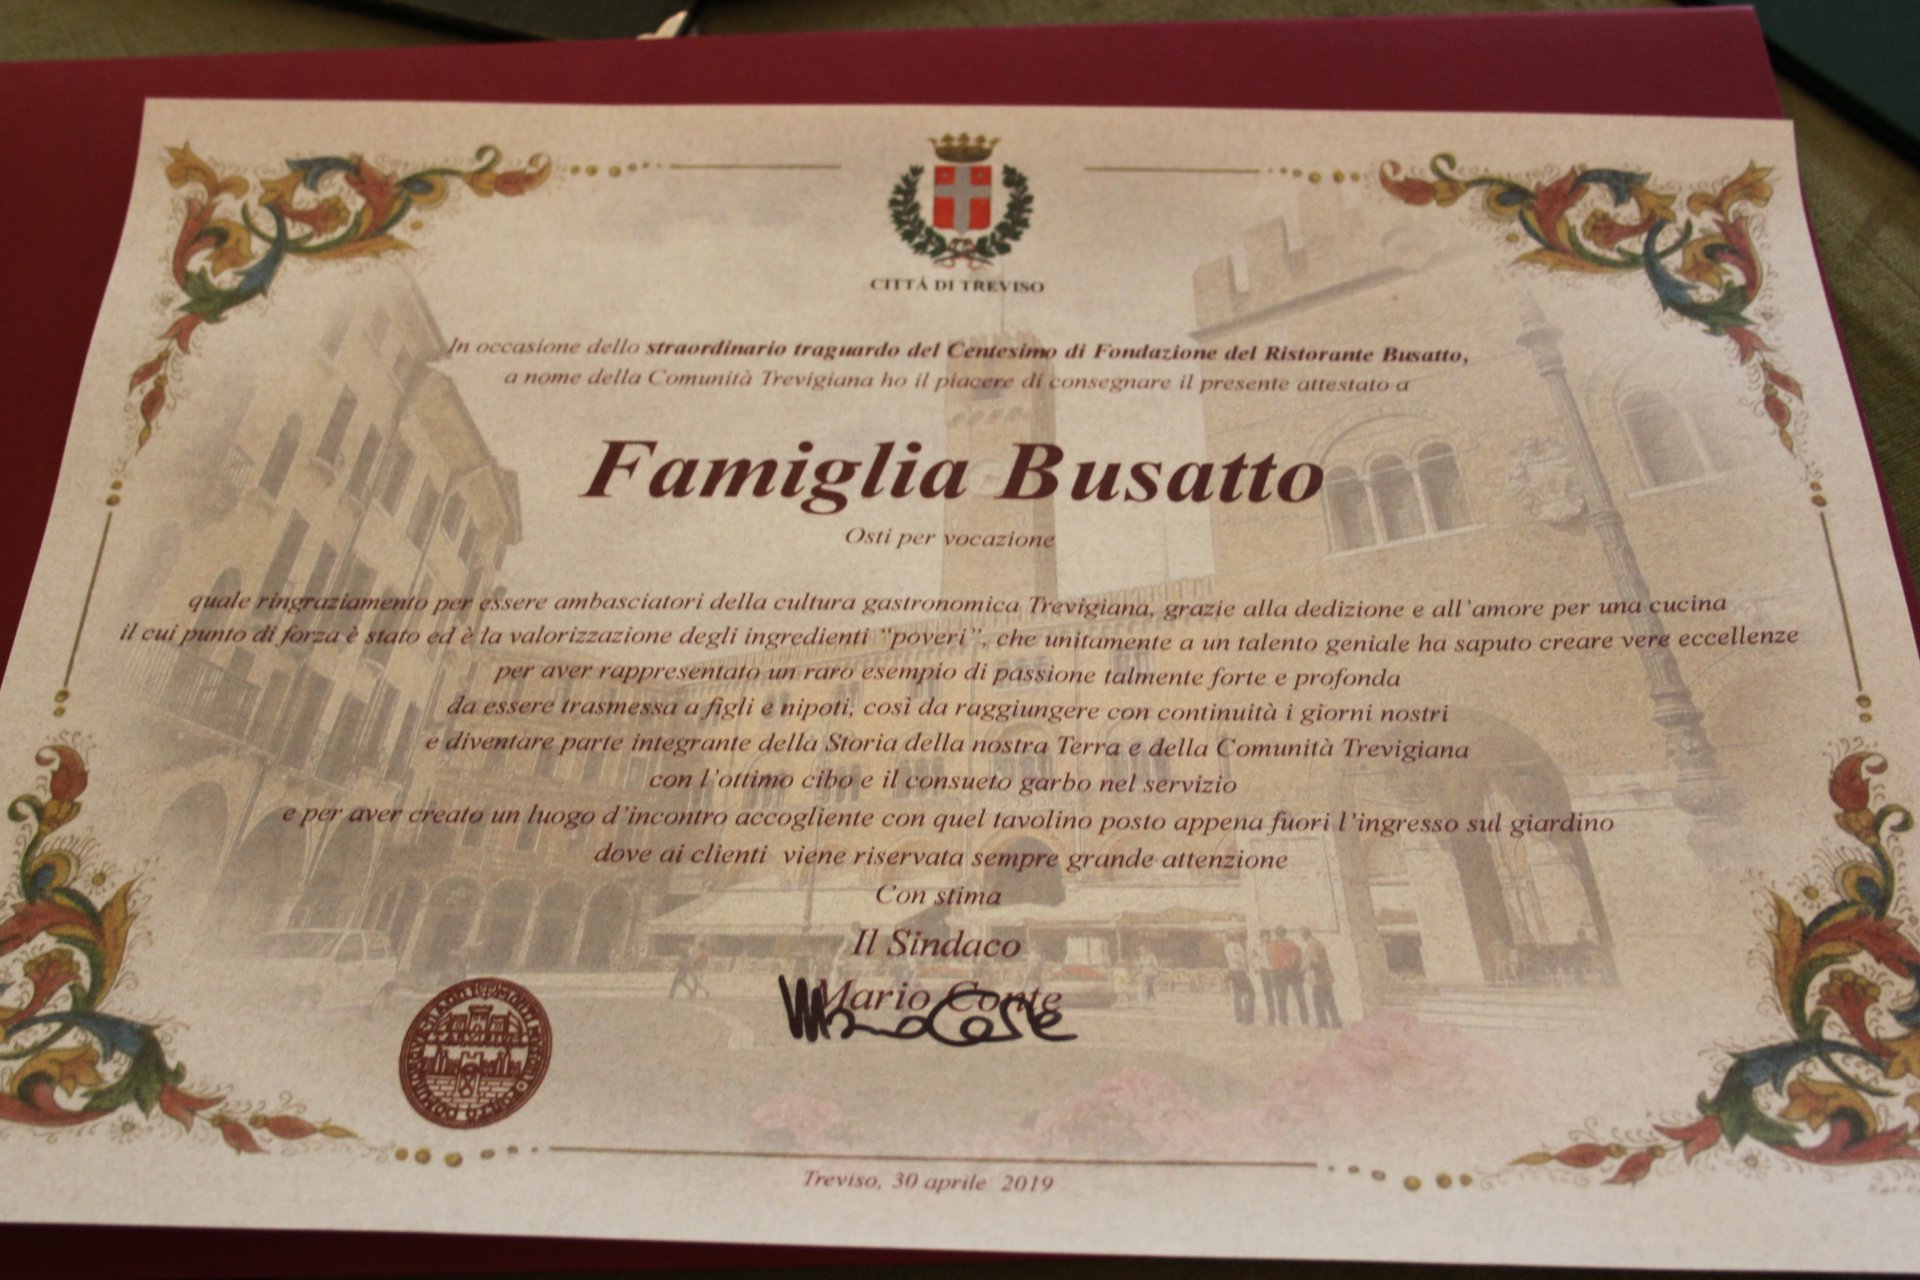 CITTÀ DI TREVISO
In occasione dello straordinario traguardo del Centesimo di Fondazione del Ristorante Busatto,
a nome della Comunità Trevigiana ho il piacere di consegnare il presente attestato a
Famiglia Busatto
Osti per vocazione
quale ringraziamento per essere ambasciatori della cultura gastronomica Trevigiana, grazie alla dedizione e all'amore per una cucina
il cui punto di forza è stato ed è la valorizzazione degli ingredienti "poveri", che unitamente a un talento geniale ha saputo creare vere eccellenze
per aver rappresentato un raro esempio di passione talmente forte e profonda
da essere trasmessa a figli e nipoti, così da raggiungere con continuità i giorni nostri
e diventare parte integrante della Storia della nostra Terra e della Comunità Trevigiana
con l'ottimo cibo e il consueto garbo nel servizio
e per aver creato un luogo d'incontro accogliente con quel tavolino posto appena fuori l'ingresso sul giardino
dove ai clienti viene riservata sempre grande attenzione
Con stima
Il Sindaco
Mario Conte
Treviso, 30 aprile 2019